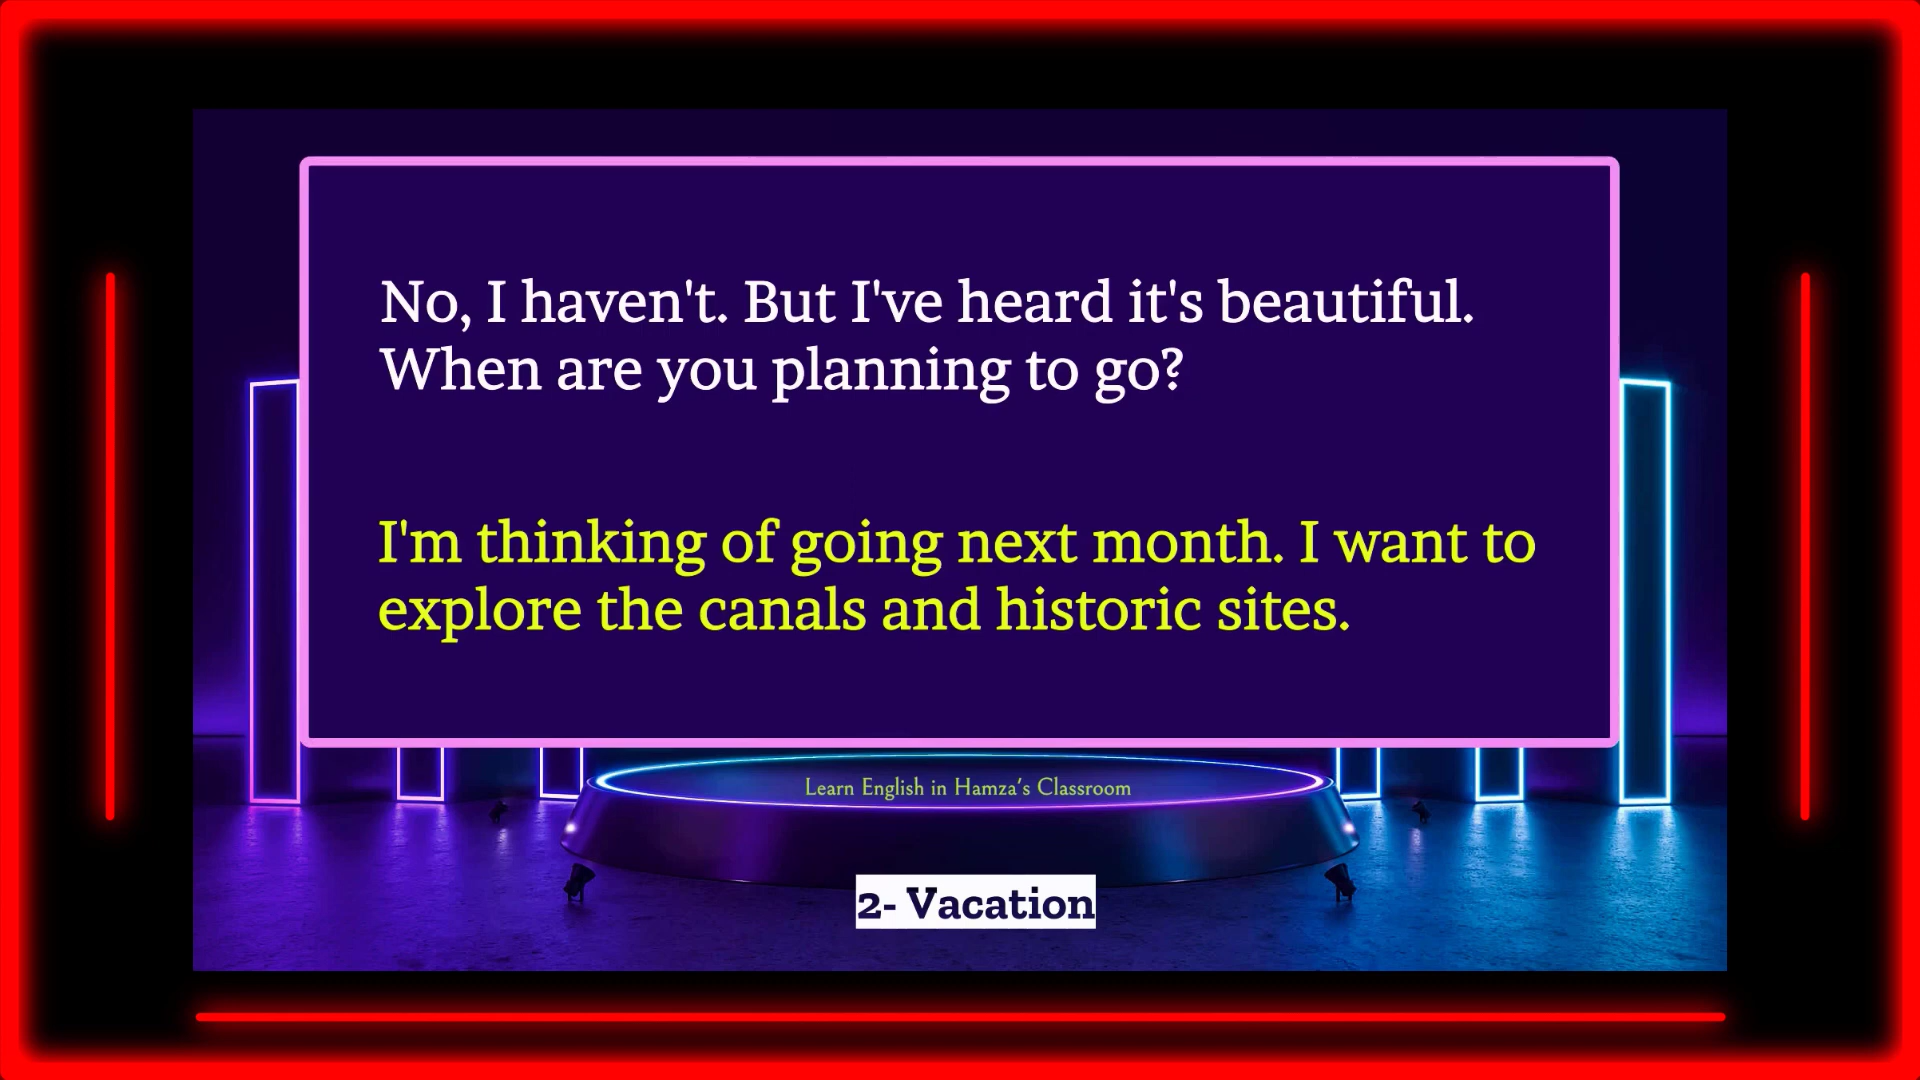 No, I haven't. But I've heard it's beautiful.
When are you planning to go?
I'm thinking of going next month. I want to
explore the canals and historic sites.
Learn English in Hamza's Classroom
2- Vacation